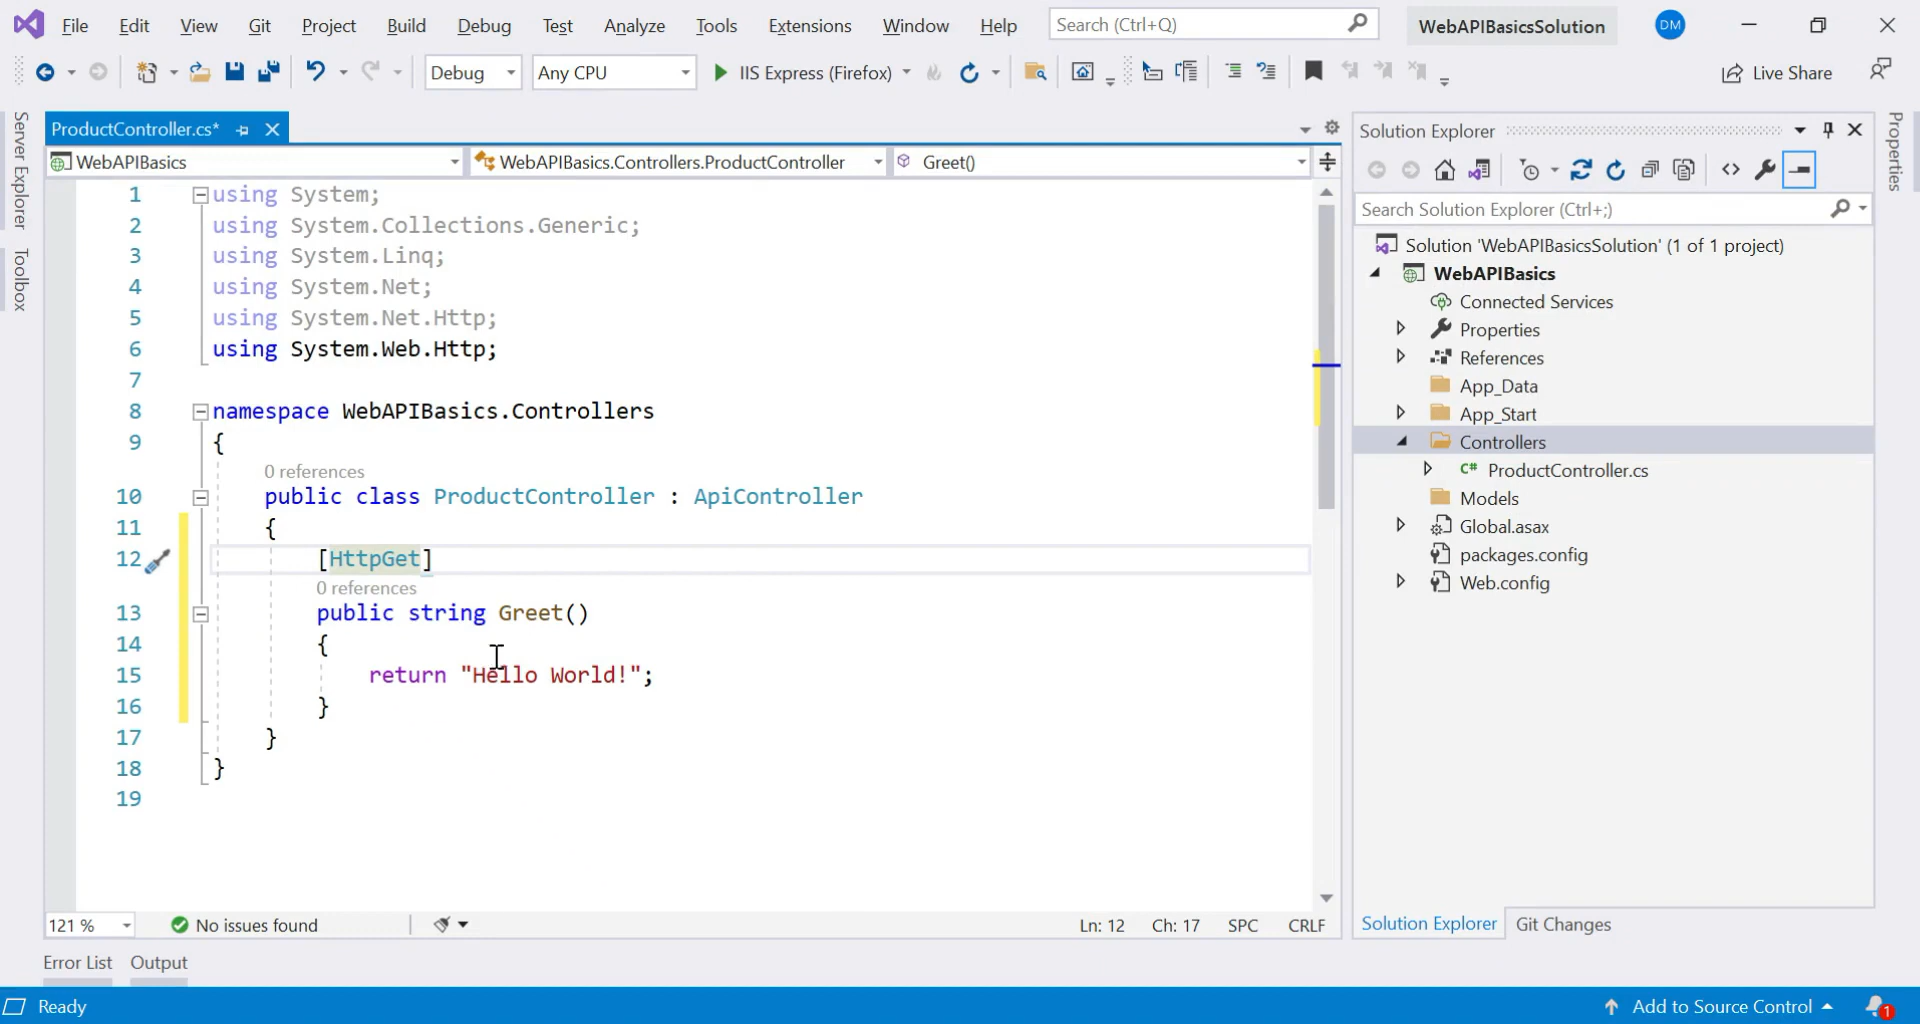 File Edit View Git Project Build Debug Test Analyze Tools Extensions Window Help Search (Ctrl+Q) WebAPIBasicsSolution DM
Debug Any CPU IIS Express (Firefox) Live Share
Server Explorer
Toolbox
ProductController.cs*
WebAPIBasics WebAPIBasics.Controllers.ProductController Greet()
1 using System;
2 using System.Collections.Generic;
3 using System.Linq;
4 using System.Net;
5 using System.Net.Http;
6 using System.Web.Http;
7
8 namespace WebAPIBasics.Controllers
9 {
0 references
10 public class ProductController : ApiController
11 {
12 [HttpGet]
0 references
13 public string Greet()
14 {
15 return "Hello World!";
16 }
17 }
18 }
19
121 % No issues found Ln: 12 Ch: 17 SPC CRLF
Solution Explorer
Search Solution Explorer (Ctrl+;)
Solution 'WebAPIBasicsSolution' (1 of 1 project)
WebAPIBasics
Connected Services
Properties
References
App_Data
App_Start
Controllers
C# ProductController.cs
Models
Global.asax
packages.config
Web.config
Solution Explorer Git Changes
Properties
Error List Output
Ready Add to Source Control 1